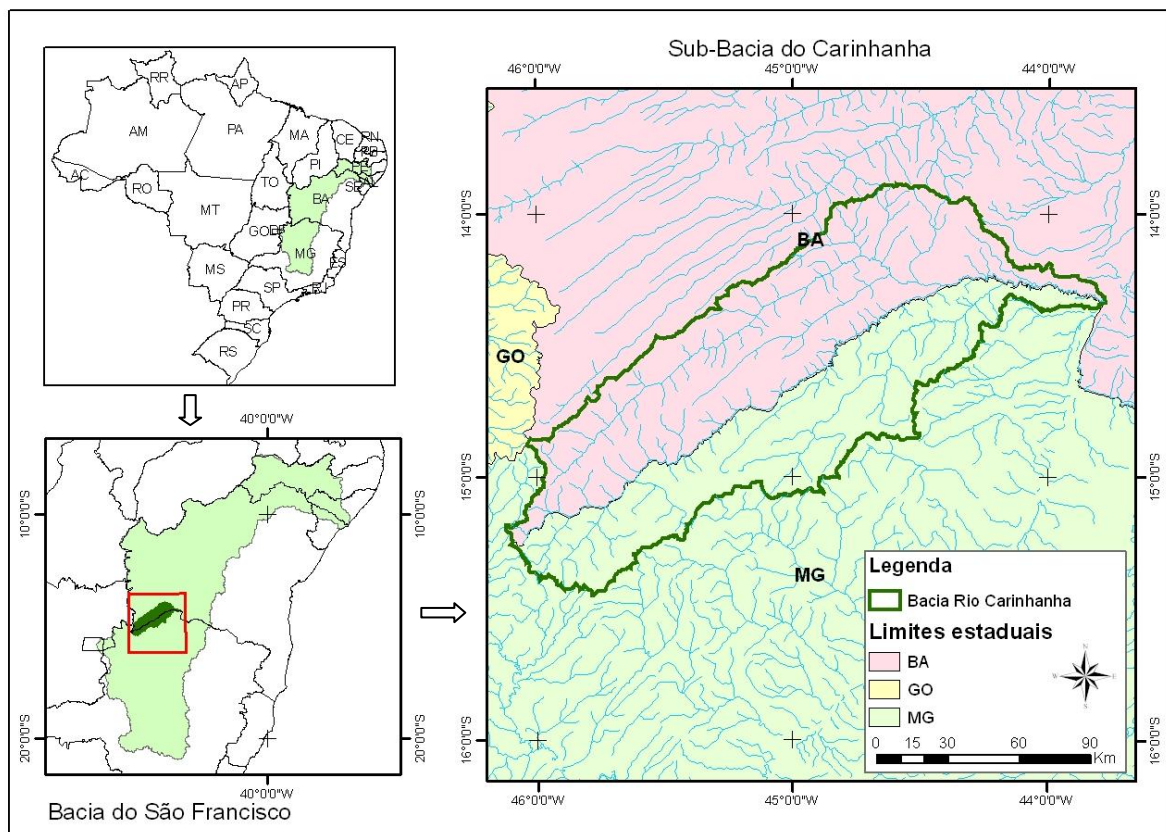 RR
AP
AM
PA
MA
CE
RN
PI
AC
RO
TO
BA
SE
MT
GO
MG
ES
MS
SP
RJ
PR
SC
RS
40°0'0"W
10°0'0"S
10°0'0"S
20°0'0"S
20°0'0"S
40°0'0"W
Bacia do São Francisco
Sub-Bacia do Carinhanha
46°0'0"W 45°0'0"W 44°0'0"W
14°0'0"S
14°0'0"S
BA
GO
15°0'0"S
15°0'0"S
MG
16°0'0"S
16°0'0"S
Legenda
Bacia Rio Carinhanha
Limites estaduais
BA
GO
MG
N
W E
S
0 15 30 60 90
Km
46°0'0"W 45°0'0"W 44°0'0"W